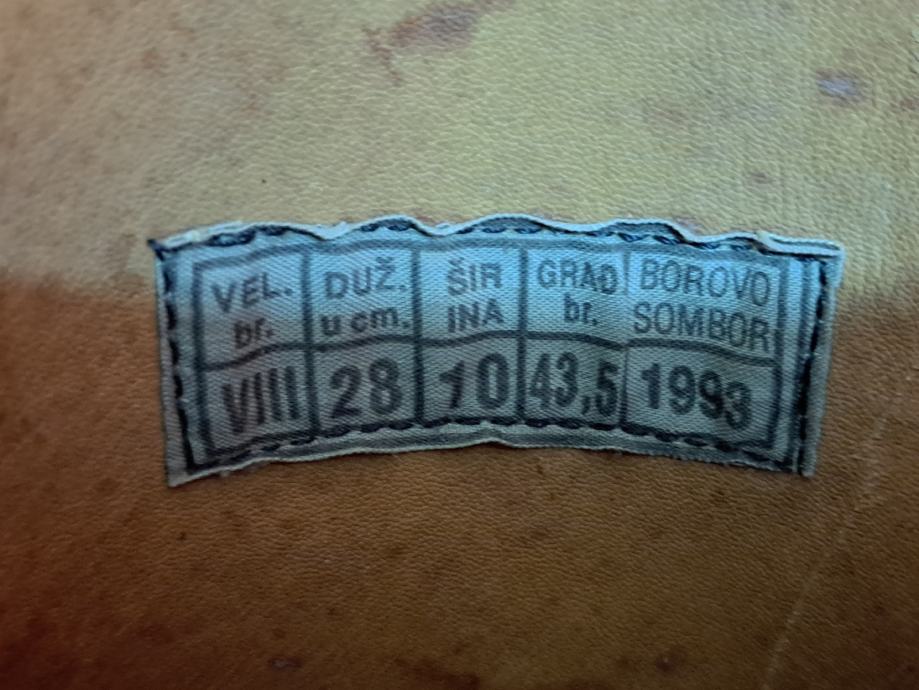 VEL. DUŽ. ŠIR GRAD BOROVO
br. u cm. INA br. SOMBOR
VIII 28 10 43,5 1993